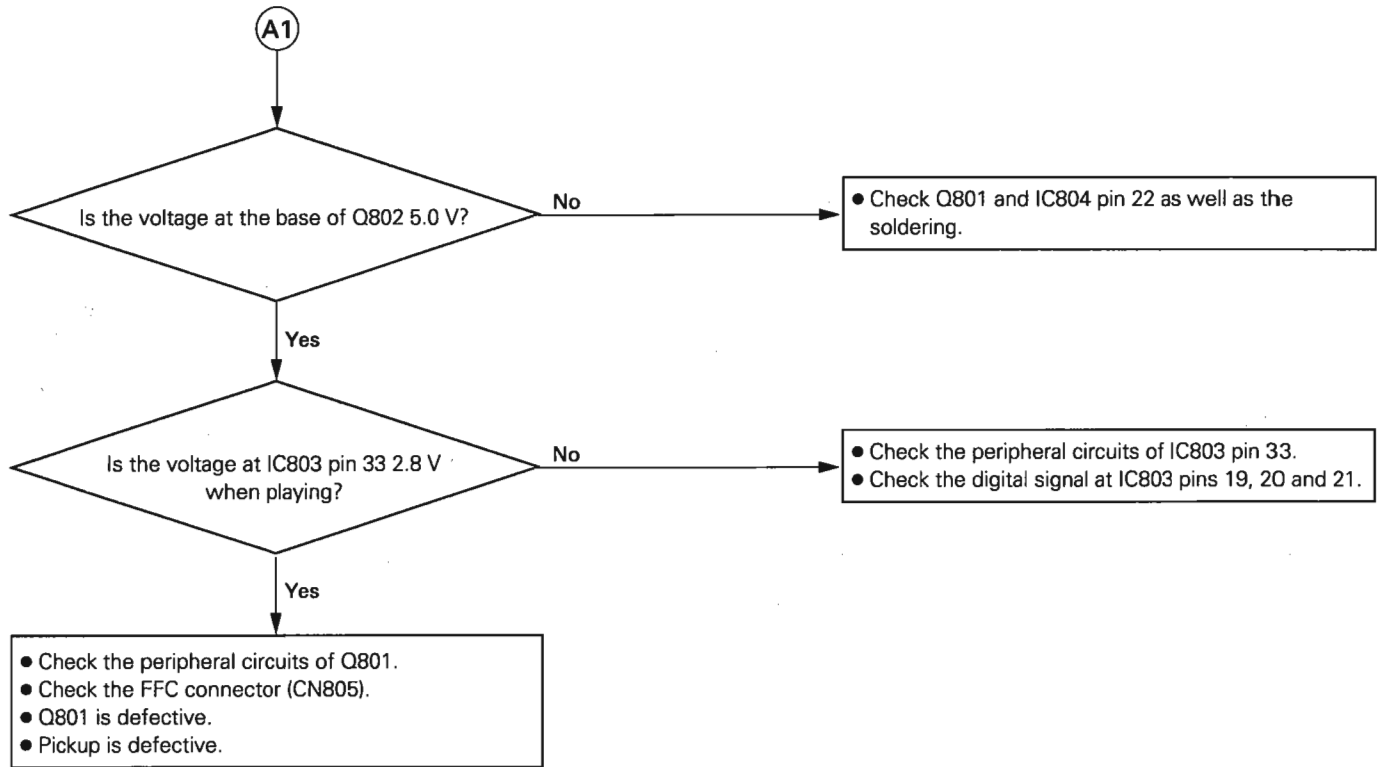 A1
Is the voltage at the base of Q802 5.0 V?
No
● Check Q801 and IC804 pin 22 as well as the
soldering.
Yes
Is the voltage at IC803 pin 33 2.8 V
when playing?
No
● Check the peripheral circuits of IC803 pin 33.
● Check the digital signal at IC803 pins 19, 20 and 21.
Yes
● Check the peripheral circuits of Q801.
● Check the FFC connector (CN805).
● Q801 is defective.
● Pickup is defective.